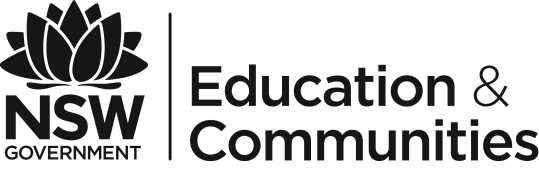 NSW
GOVERNMENT
Education &
Communities